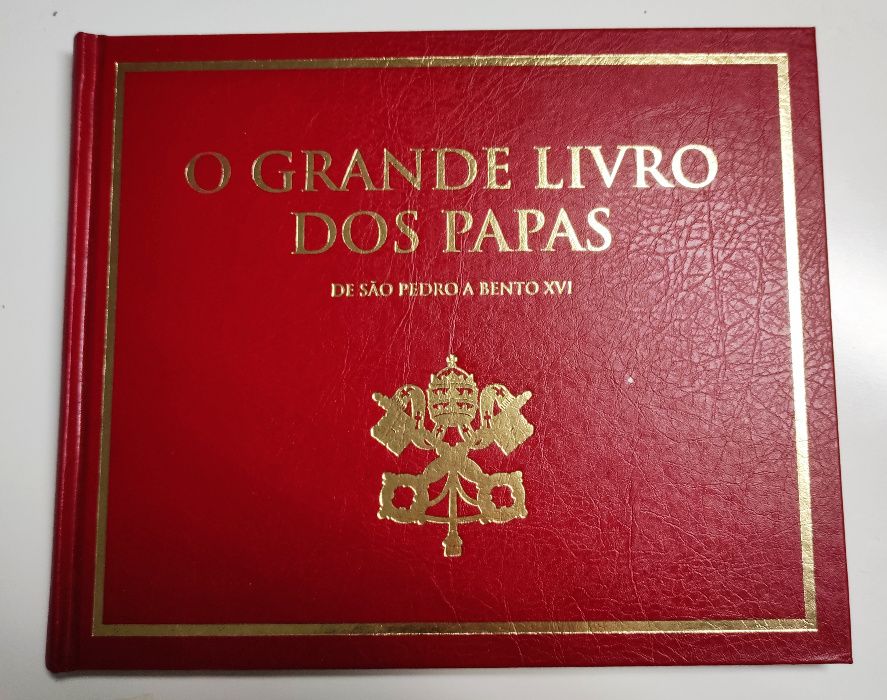 O GRANDE LIVRO
DOS PAPAS
DE SÃO PEDRO A BENTO XVI